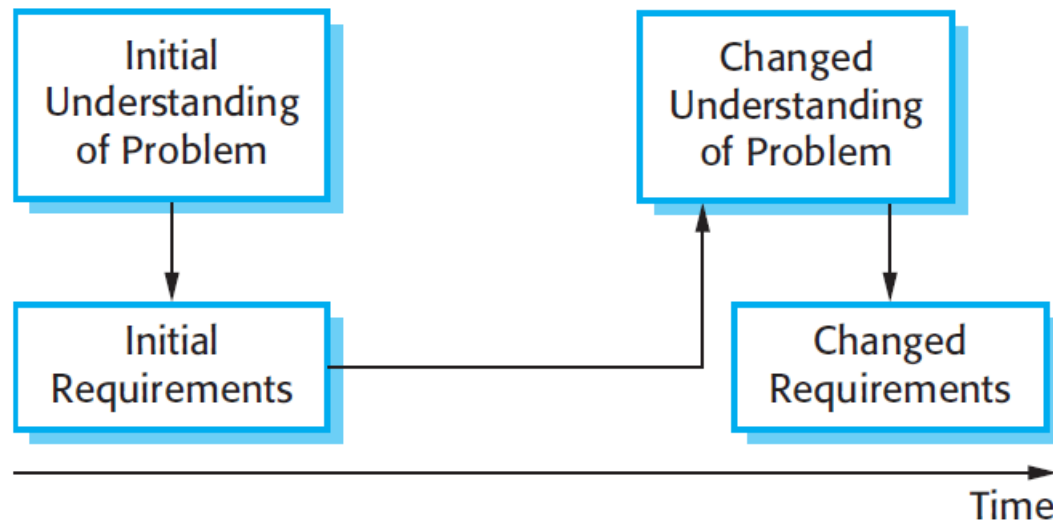 Initial
Understanding
of Problem
Changed
Understanding
of Problem
Initial
Requirements
Changed
Requirements
Time